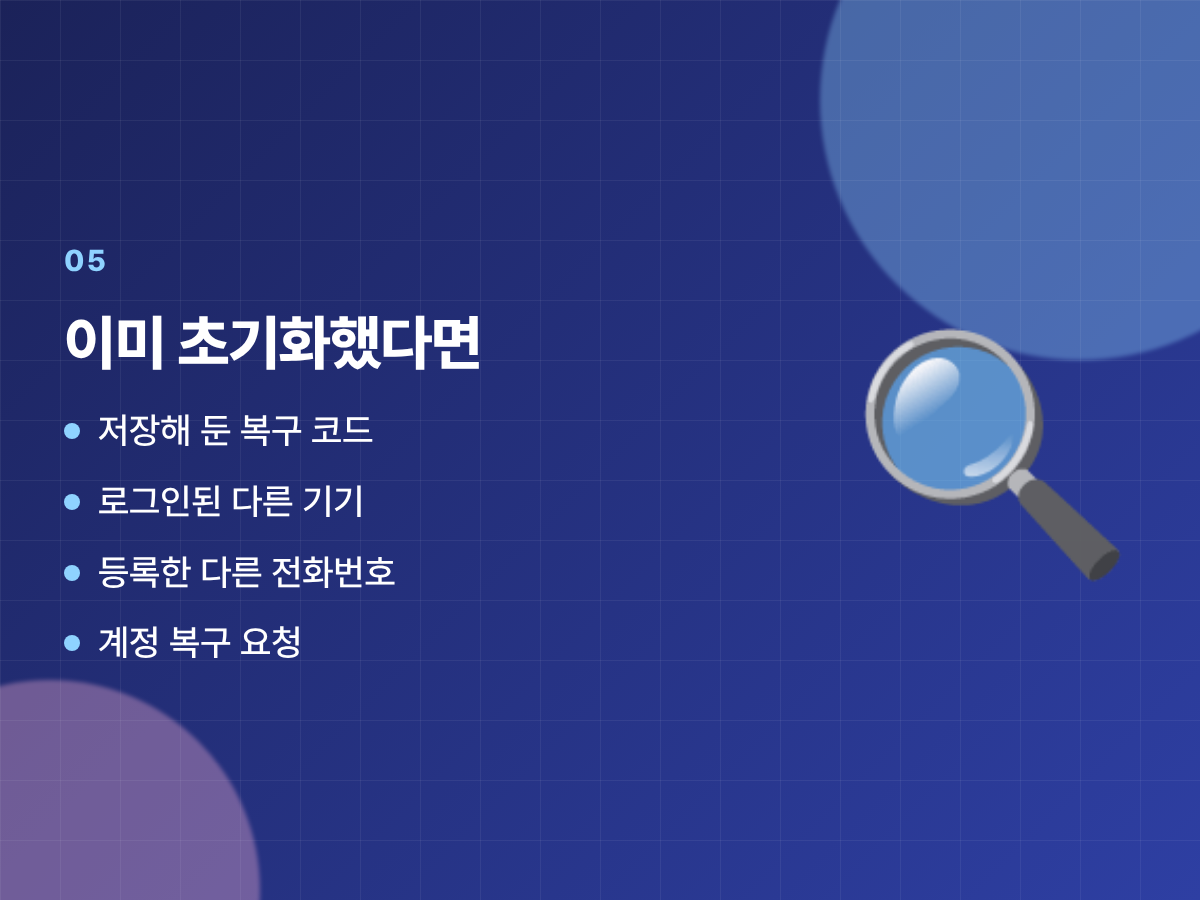 05
이미 초기화했다면
저장해 둔 복구 코드
로그인된 다른 기기
등록한 다른 전화번호
계정 복구 요청